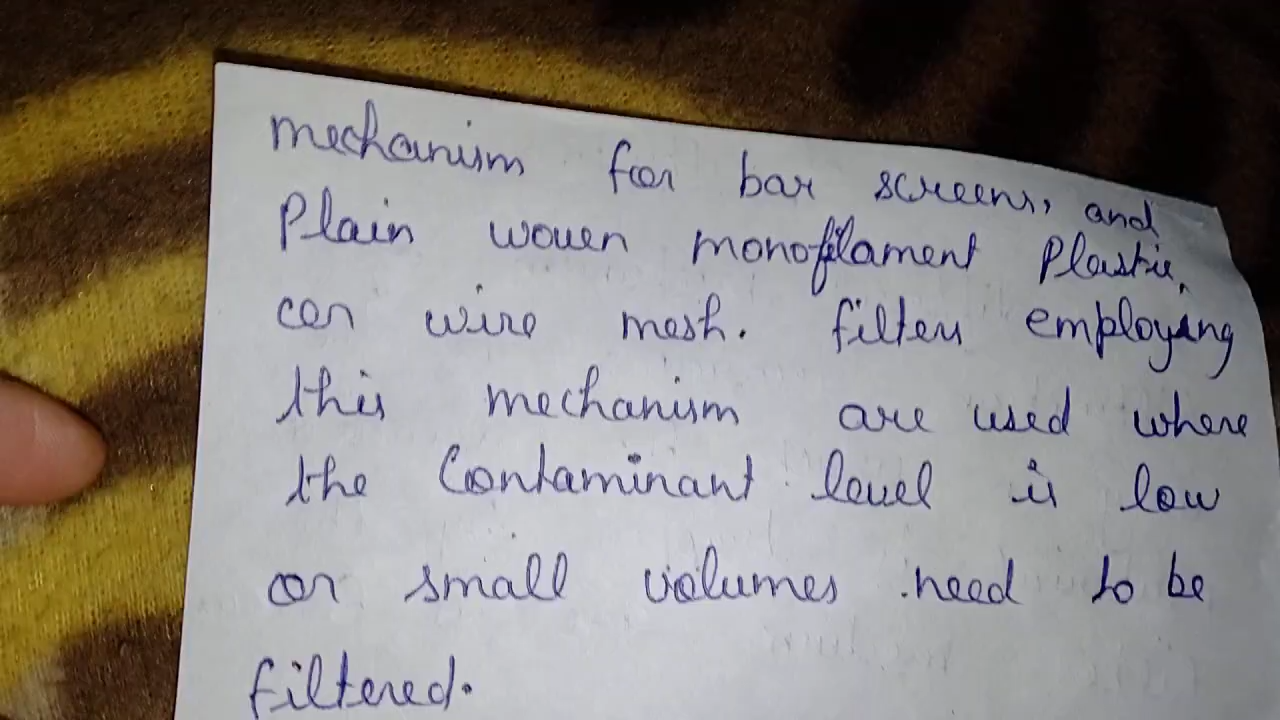 mechanism for bar screens, and
Plain woven monofilament Plastic,
or wire mesh. filters employing
this mechanism are used where
the Contaminant level is low
or small volumes need to be
filtered.